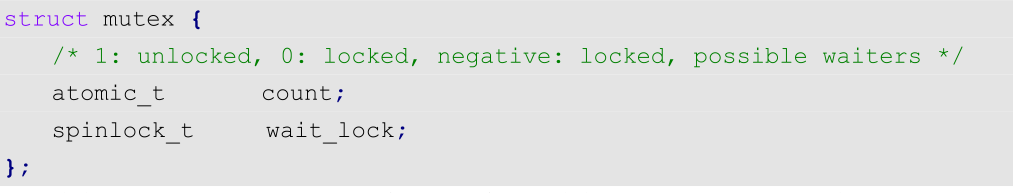 struct mutex {
    /* 1: unlocked, 0: locked, negative: locked, possible waiters */
    atomic_t       count;
    spinlock_t     wait_lock;
};